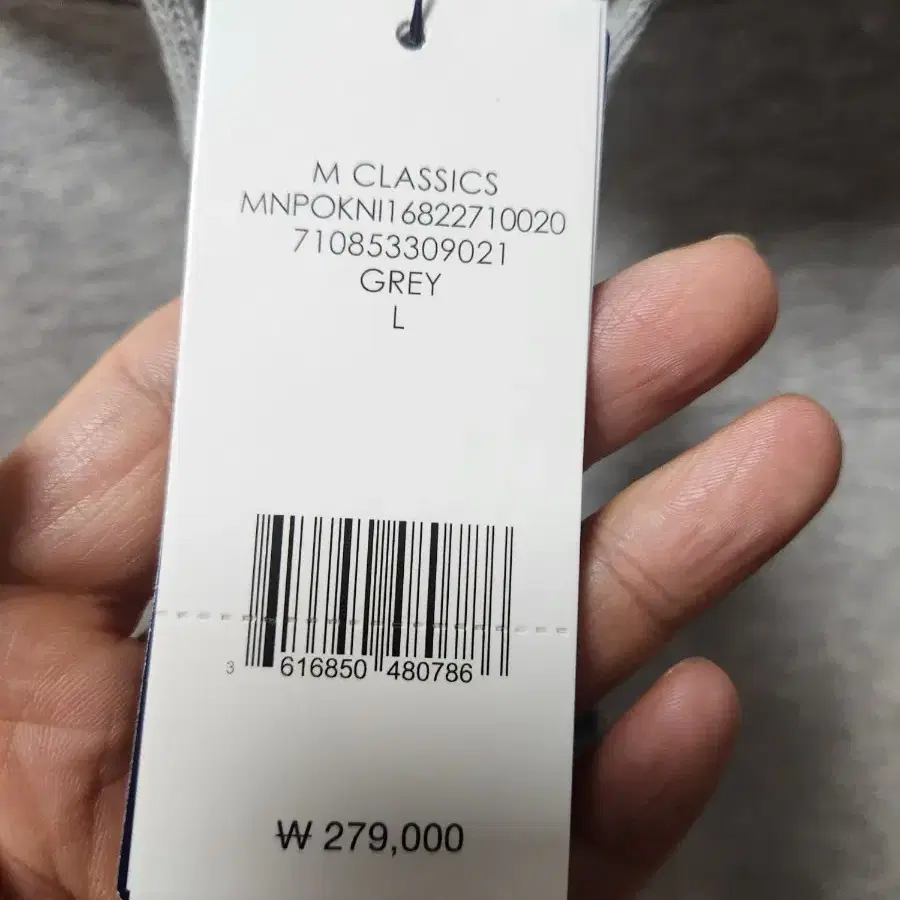 M CLASSICS
MNPOKNI16822710020
710853309021
GREY
L
3 616850 480786
₩ 279,000